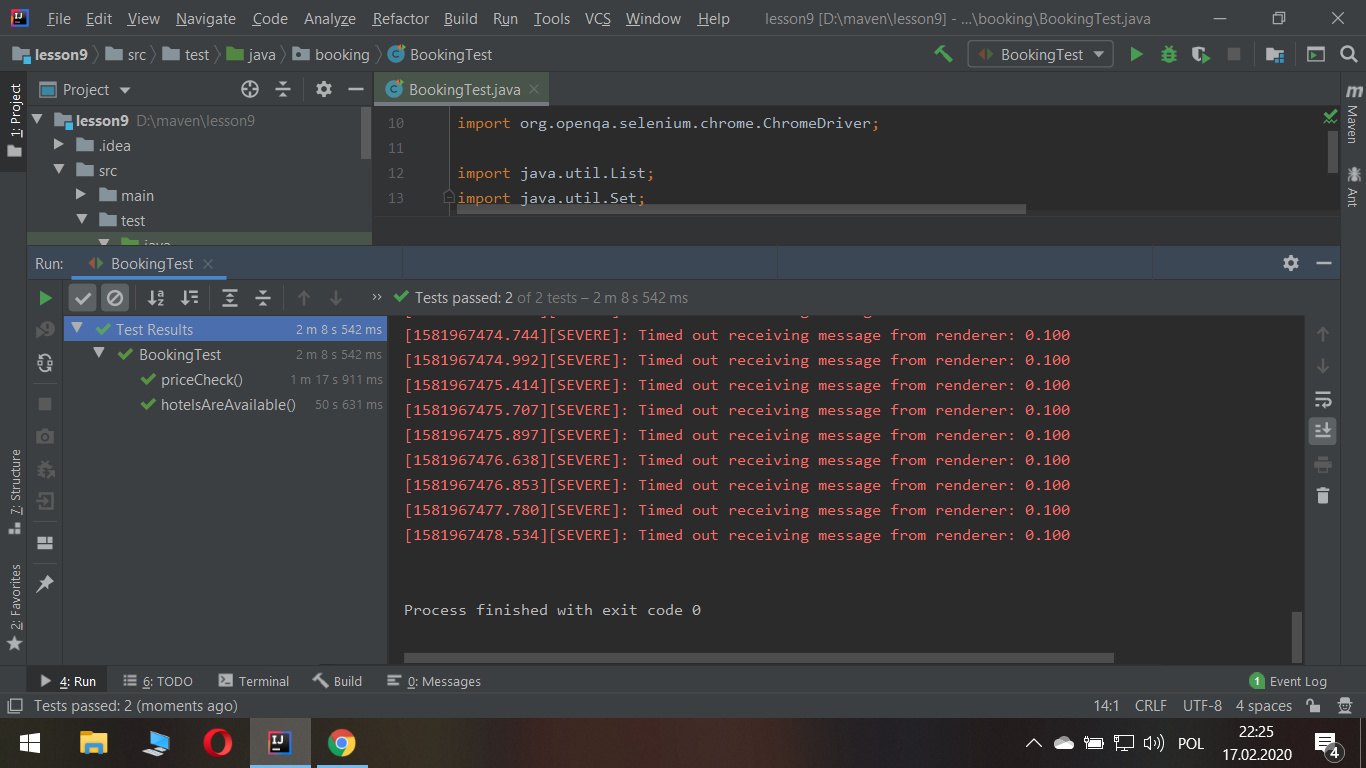 File Edit View Navigate Code Analyze Refactor Build Run Tools VCS Window Help lesson9 [D:\maven\lesson9] - ...\booking\BookingTest.java
lesson9 src test java booking BookingTest BookingTest
1: Project
Project
BookingTest.java
Maven
Ant
lesson9 D:\maven\lesson9
.idea
src
main
test
java
10 import org.openqa.selenium.chrome.ChromeDriver;
11
12 import java.util.List;
13 import java.util.Set;
Run: BookingTest
Tests passed: 2 of 2 tests – 2 m 8 s 542 ms
Test Results 2 m 8 s 542 ms
BookingTest 2 m 8 s 542 ms
priceCheck() 1 m 17 s 911 ms
hotelsAreAvailable() 50 s 631 ms
[1581967474.744][SEVERE]: Timed out receiving message from renderer: 0.100
[1581967474.992][SEVERE]: Timed out receiving message from renderer: 0.100
[1581967475.414][SEVERE]: Timed out receiving message from renderer: 0.100
[1581967475.707][SEVERE]: Timed out receiving message from renderer: 0.100
[1581967475.897][SEVERE]: Timed out receiving message from renderer: 0.100
[1581967476.638][SEVERE]: Timed out receiving message from renderer: 0.100
[1581967476.853][SEVERE]: Timed out receiving message from renderer: 0.100
[1581967477.780][SEVERE]: Timed out receiving message from renderer: 0.100
[1581967478.534][SEVERE]: Timed out receiving message from renderer: 0.100
Process finished with exit code 0
7: Structure
2: Favorites
4: Run 6: TODO Terminal Build 0: Messages 1 Event Log
Tests passed: 2 (moments ago) 14:1 CRLF UTF-8 4 spaces
POL
22:25
17.02.2020
4